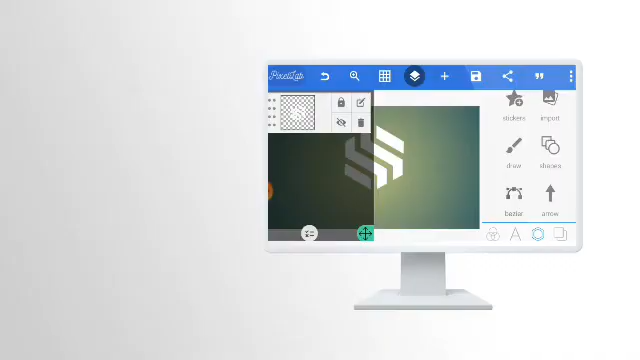 PixelLab
stickers
import
draw
shapes
bezier
arrow